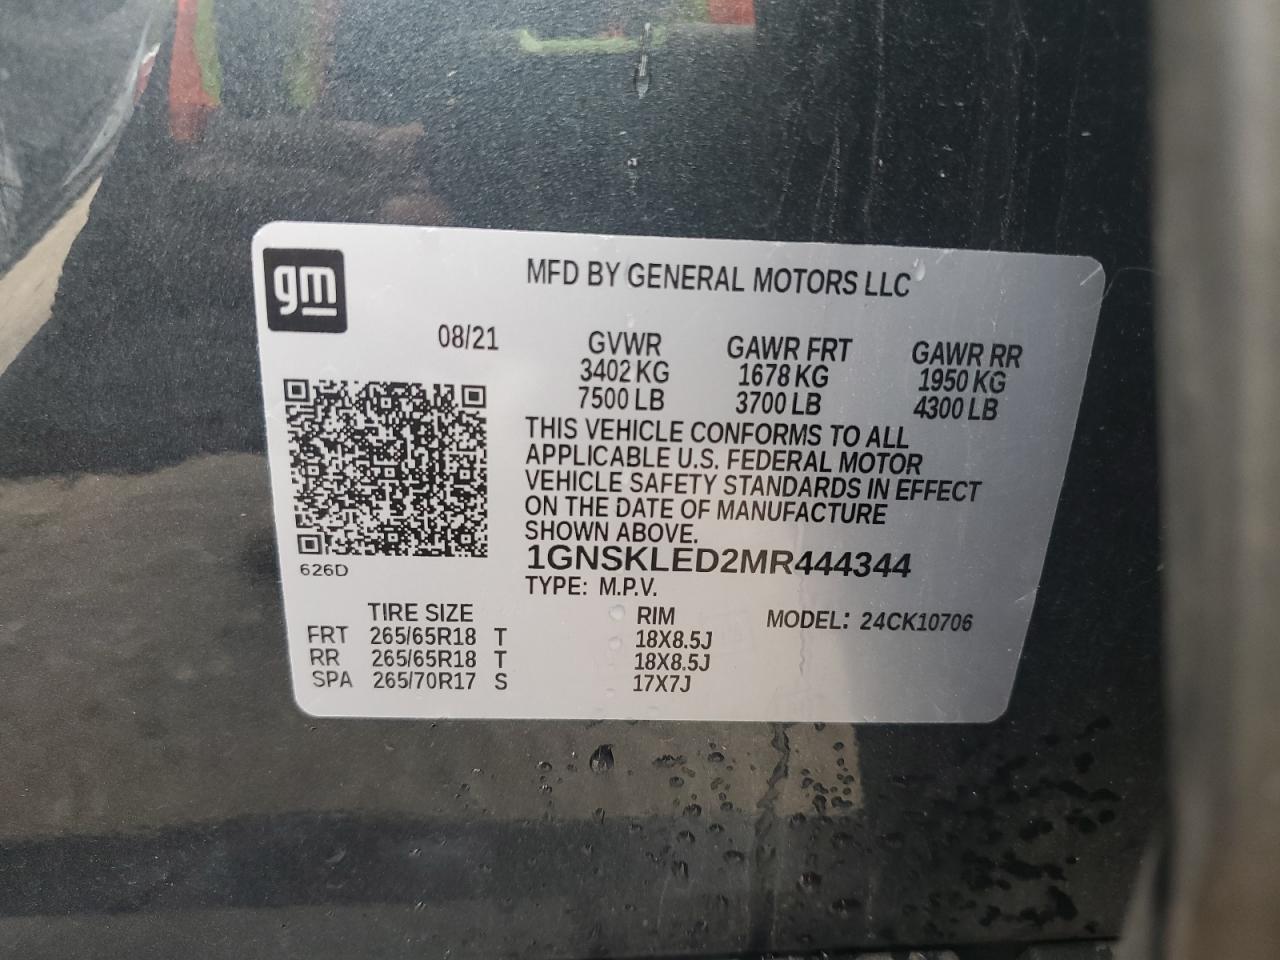 gm
MFD BY GENERAL MOTORS LLC
08/21
GVWR GAWR FRT GAWR RR
3402 KG 1678 KG 1950 KG
7500 LB 3700 LB 4300 LB
THIS VEHICLE CONFORMS TO ALL
APPLICABLE U.S. FEDERAL MOTOR
VEHICLE SAFETY STANDARDS IN EFFECT
ON THE DATE OF MANUFACTURE
SHOWN ABOVE.
626D
1GNSKLED2MR444344
TYPE: M.P.V.
TIRE SIZE RIM MODEL: 24CK10706
FRT 265/65R18 T 18X8.5J
RR 265/65R18 T 18X8.5J
SPA 265/70R17 S 17X7J